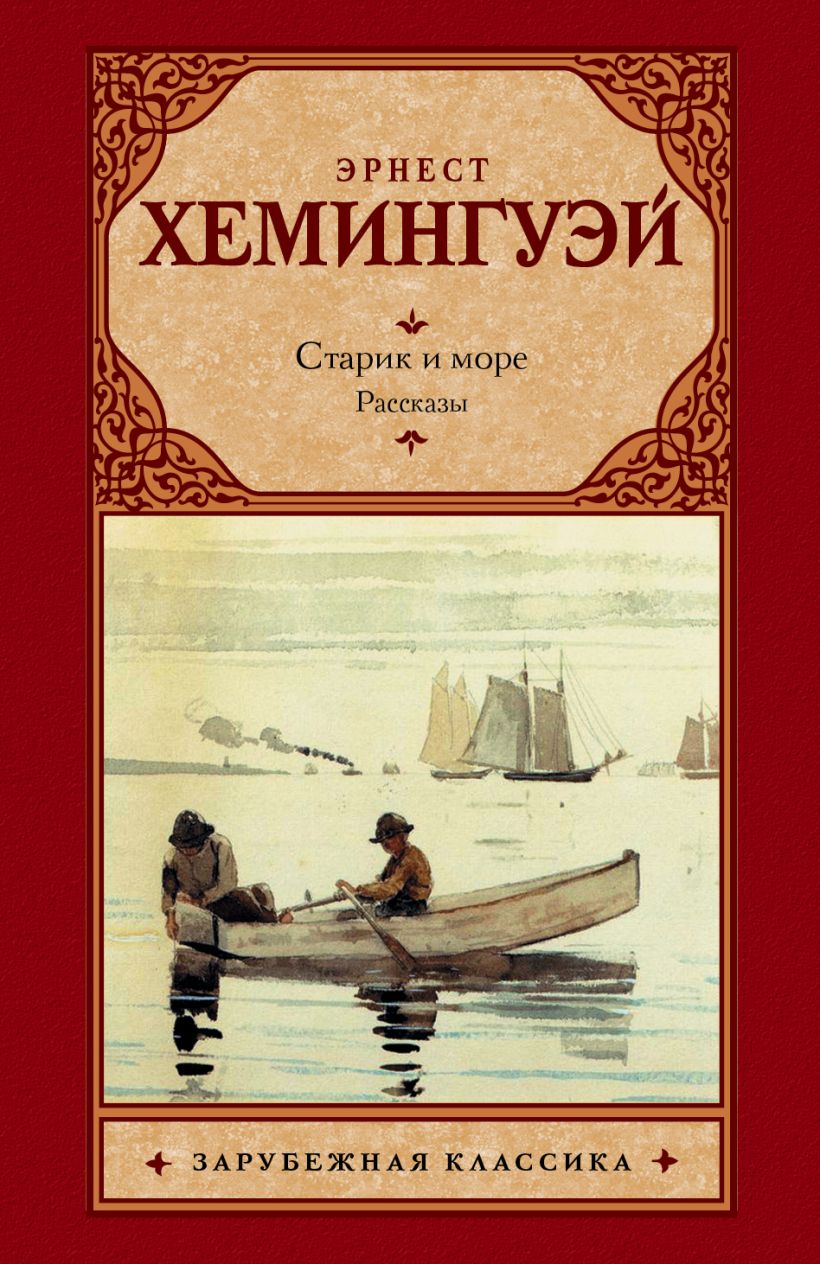 ЭРНЕСТ
ХЕМИНГУЭЙ
Старик и море
Рассказы
ЗАРУБЕЖНАЯ КЛАССИКА